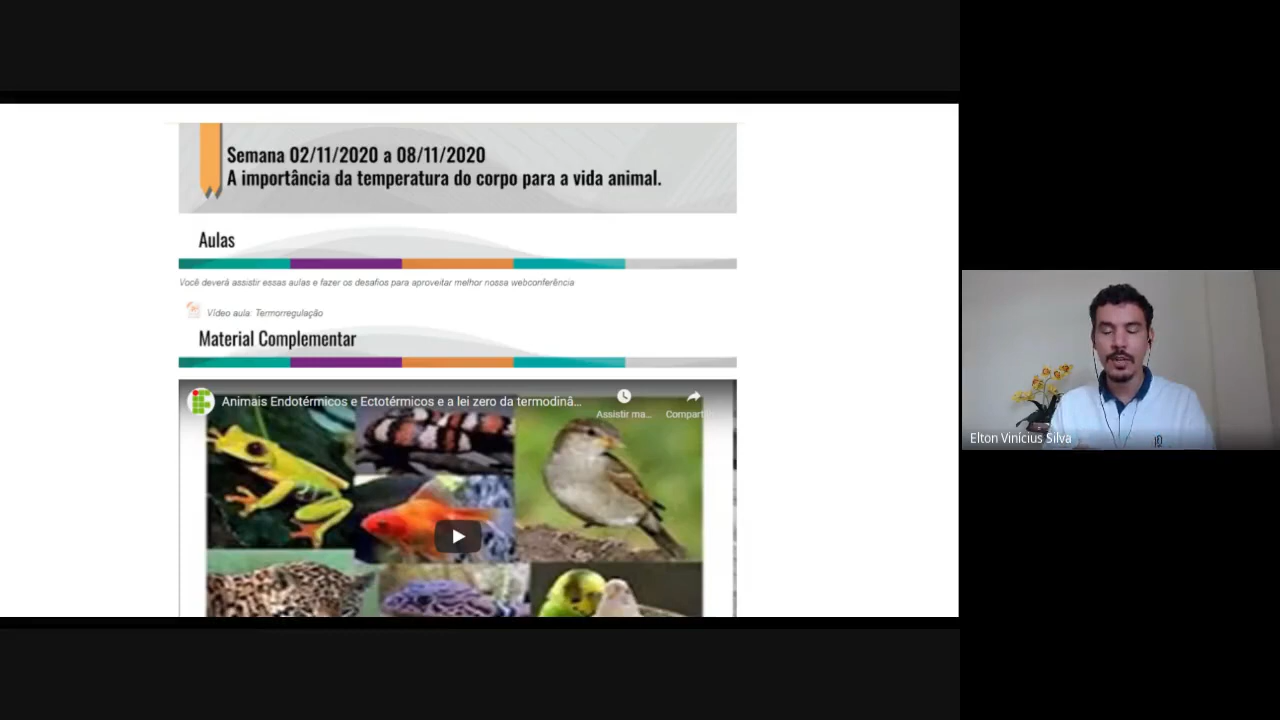 Semana 02/11/2020 a 08/11/2020
A importância da temperatura do corpo para a vida animal.
Aulas
Você deverá assistir essas aulas e fazer os desafios para aproveitar melhor nossa webconferência
Vídeo aula: Termorregulação
Material Complementar
Animais Endotérmicos e Ectotérmicos e a lei zero da termodinâ...
Assistir ma...
Compart
Elton Vinícius Silva